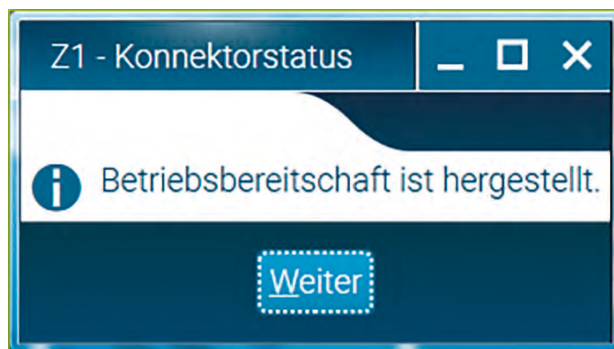 Z1 - Konnektorstatus
Betriebsbereitschaft ist hergestellt.
Weiter